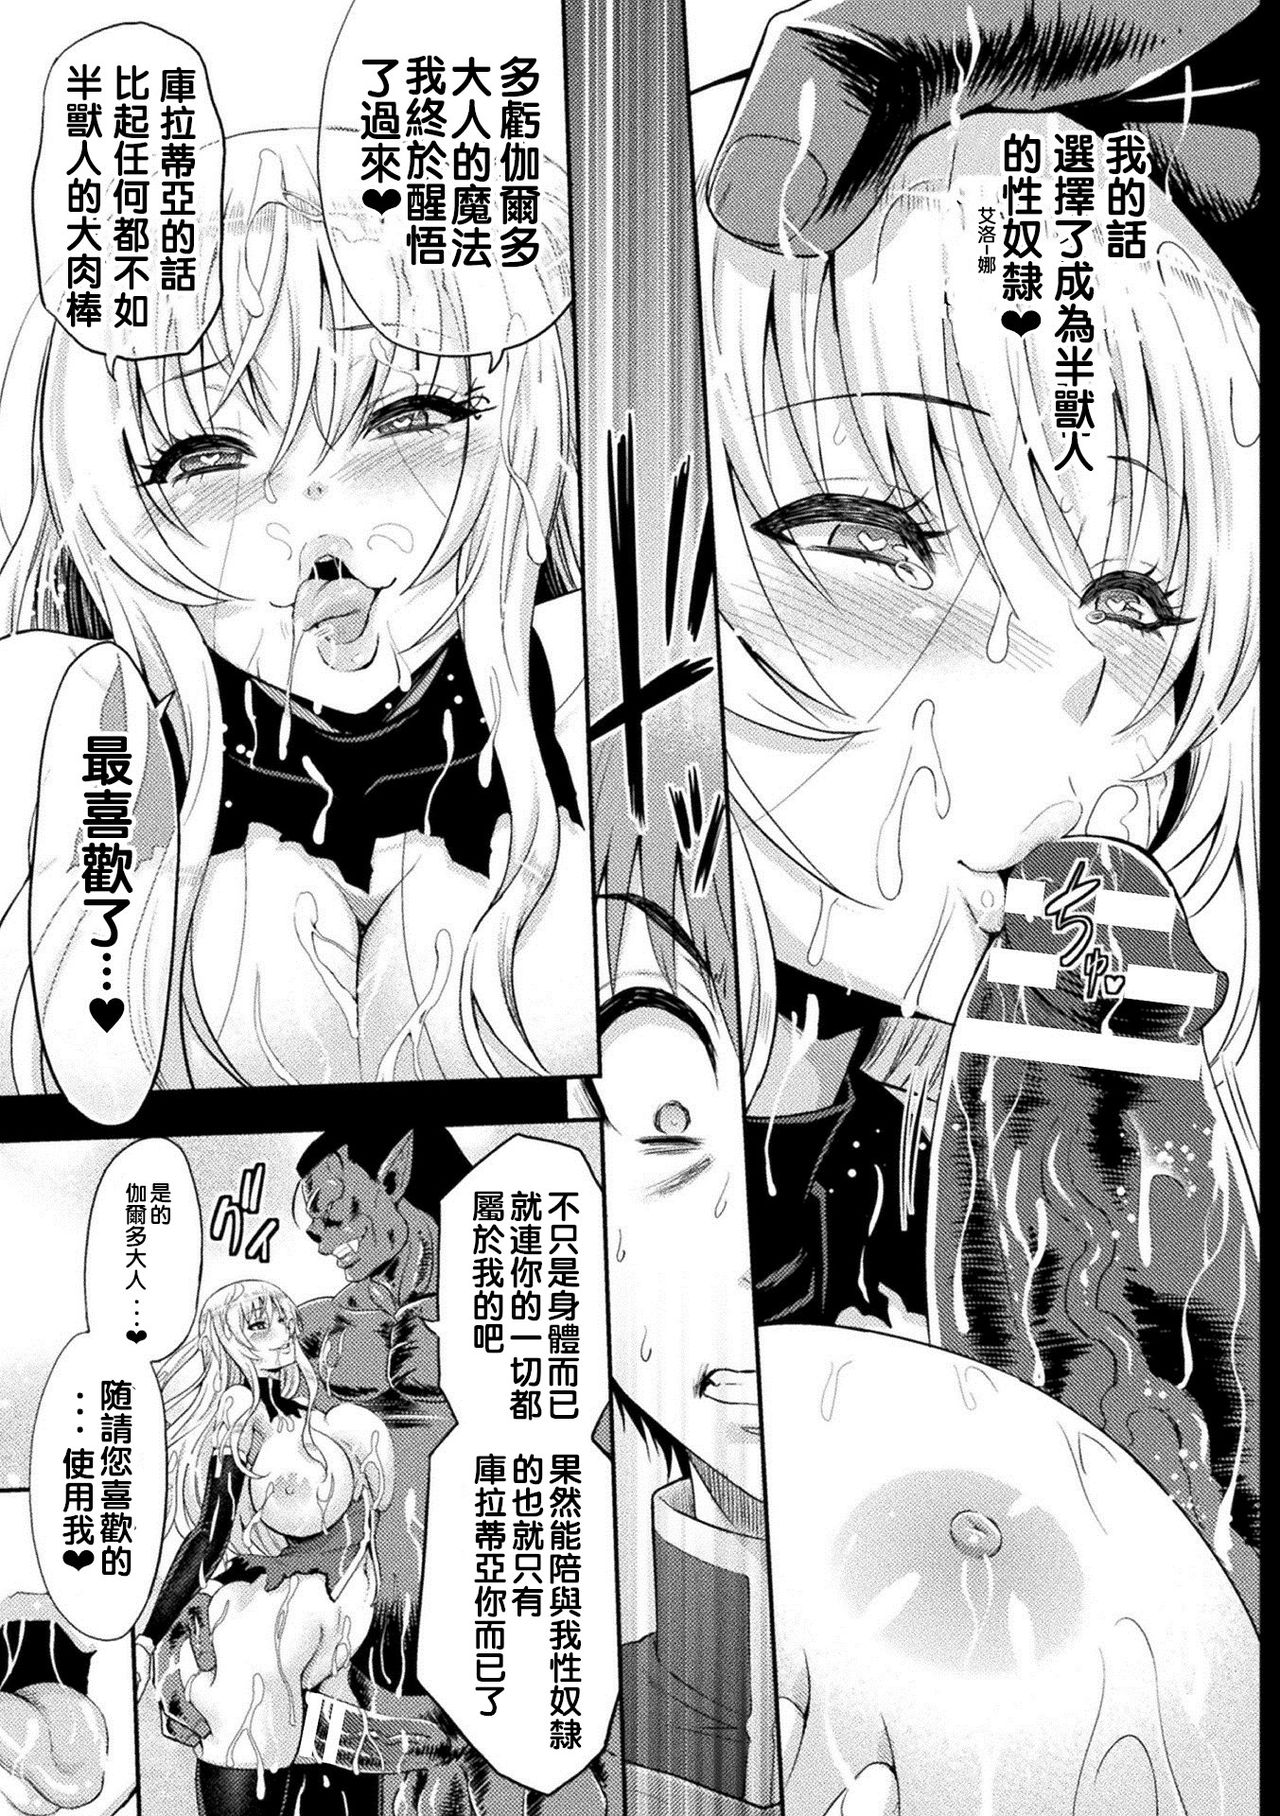 我的話
選擇了成為半獸人
的性奴隸❤
艾洛-娜
ちゅ
多虧伽爾多
大人的魔法
我終於醒悟
了過來❤
庫拉蒂亞的話
比起任何都不如
半獸人的大肉棒
最喜歡了…❤
不只是身體而已
就連你的一切都
屬於我的吧
果然能陪與我性奴隸
的也就只有
庫拉蒂亞你而已了
グイ
是的
伽爾多大人…❤
随請您喜歡的
…使用我❤